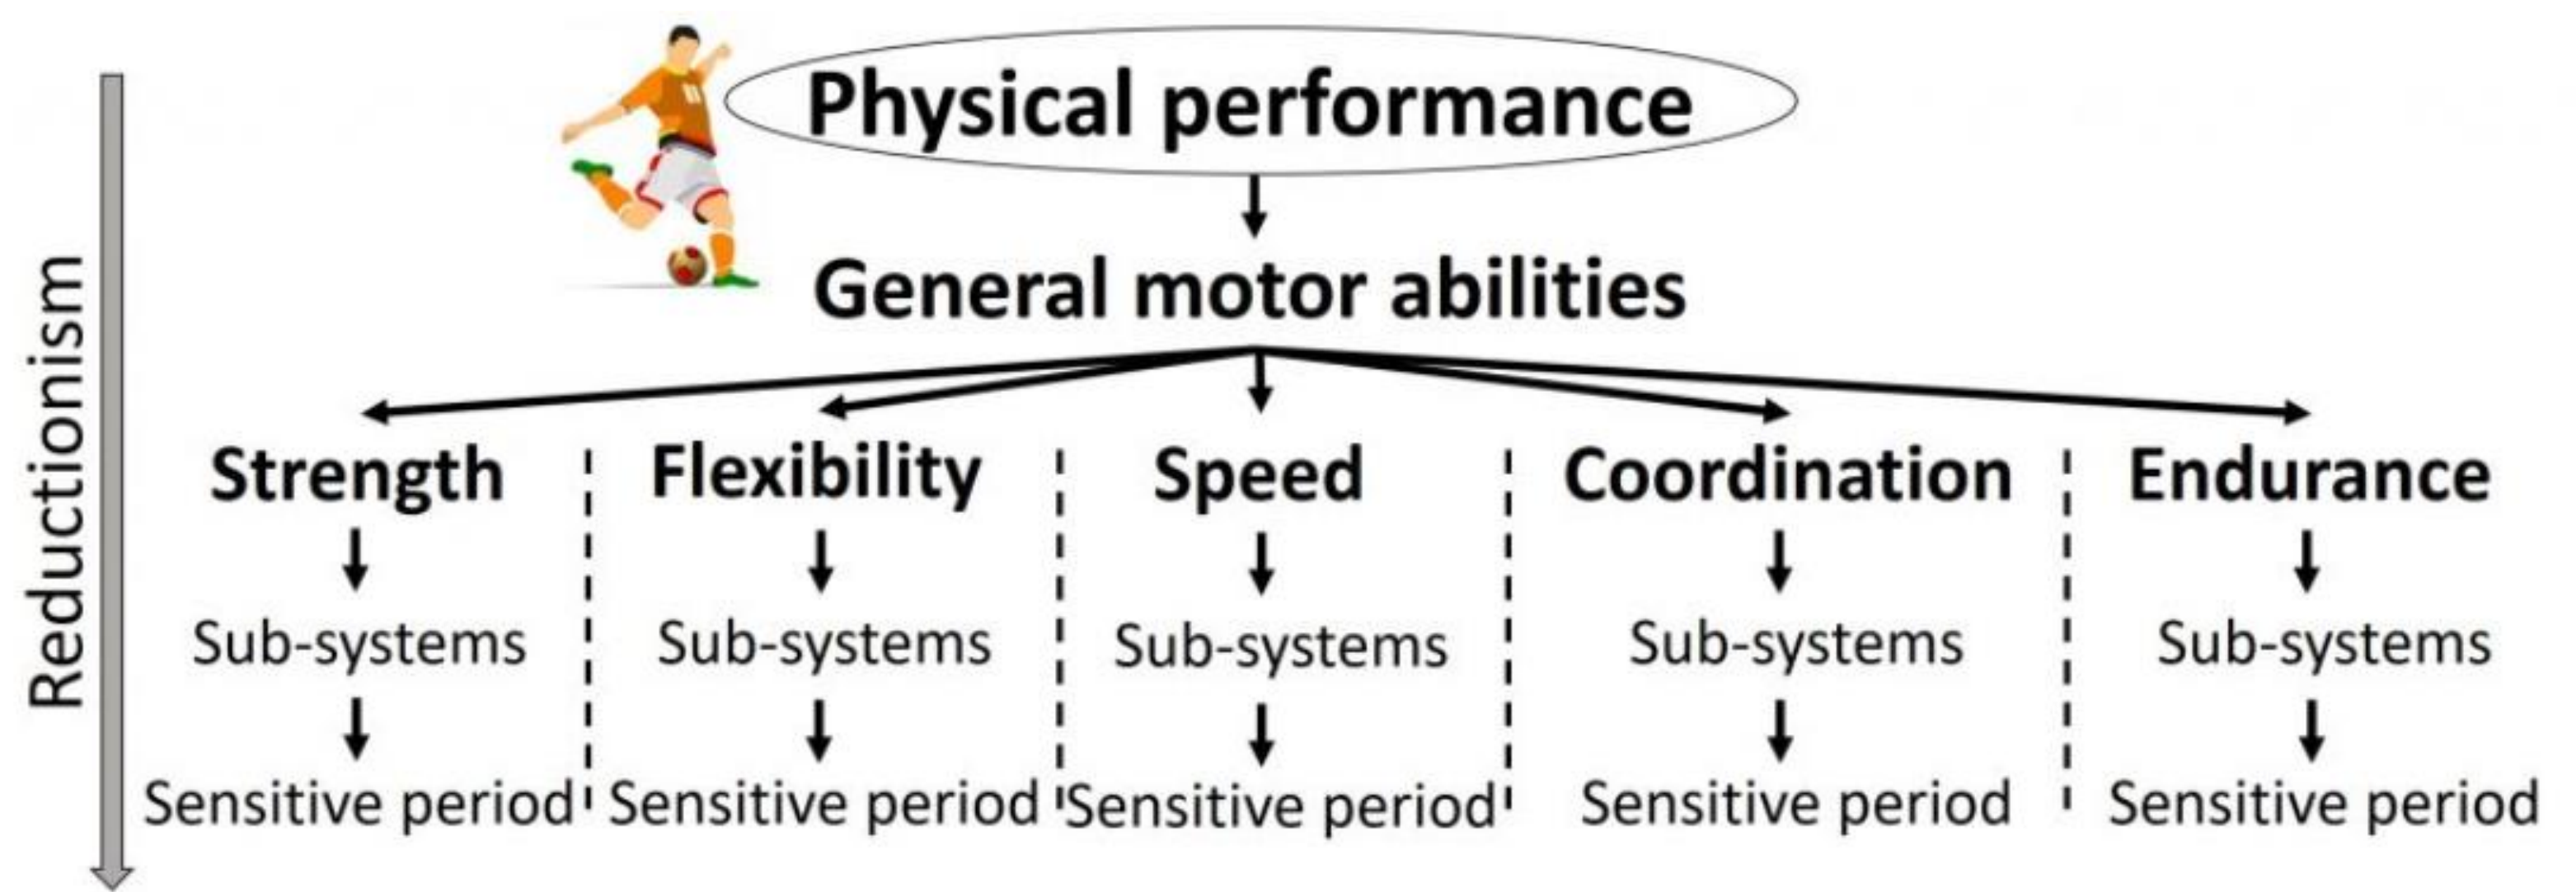 Physical performance
General motor abilities
Reductionism
Strength Flexibility Speed Coordination Endurance
Sub-systems Sub-systems Sub-systems Sub-systems Sub-systems
Sensitive period Sensitive period Sensitive period Sensitive period Sensitive period